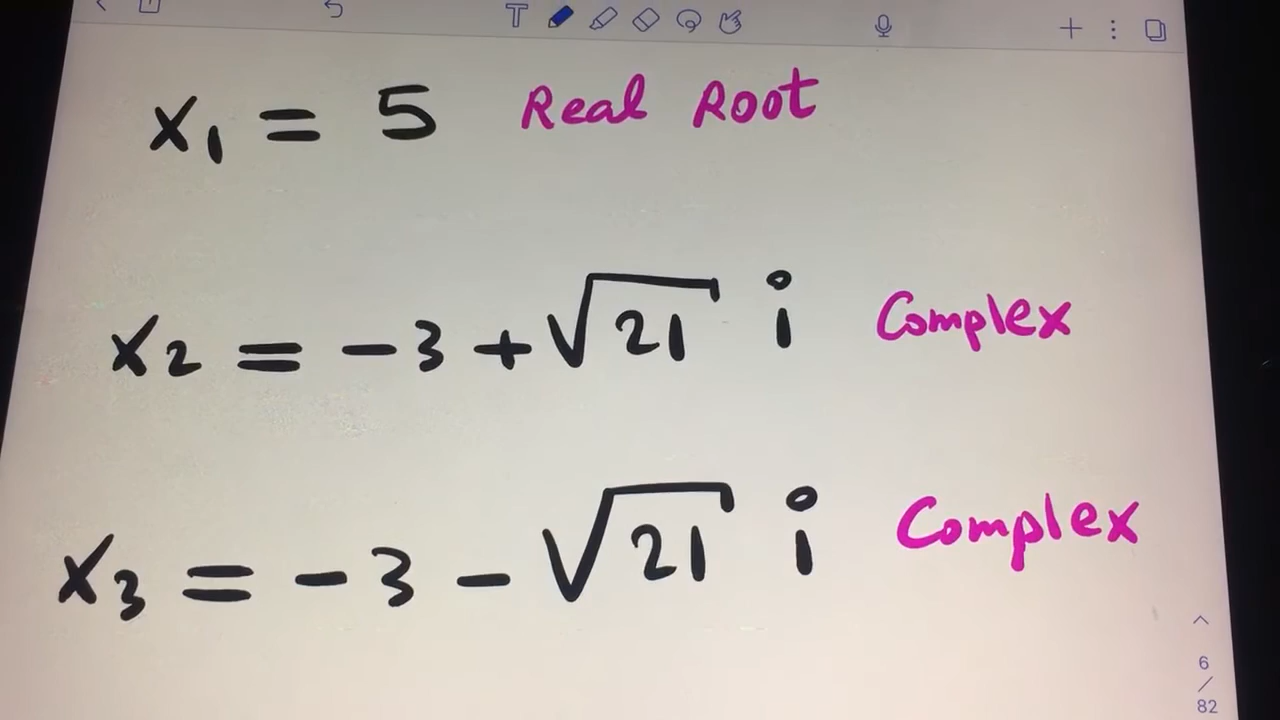 T
x₁ = 5 Real Root
x₂ = -3 + √21 i Complex
x₃ = -3 - √21 i Complex
6
/
82